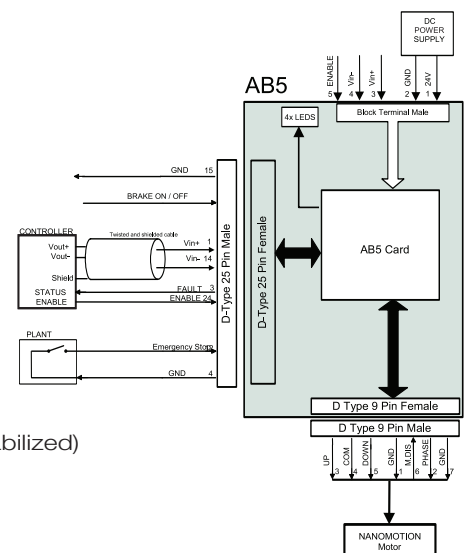 DC
POWER
SUPPLY
ENABLE
Vin-
Vin+
GND
24V
5 4 3 2 1
AB5
4x LEDS
Block Terminal Male
GND 15
BRAKE ON / OFF
CONTROLLER
Twisted and shielded cable
Vout+
Vout-
Vin+ 1
Vin- 14
Shield
STATUS
ENABLE
FAULT 3
ENABLE 24
D-Type 25 Pin Male
D-Type 25 Pin Female
AB5 Card
PLANT
Emergency Stop
GND 4
D Type 9 Pin Female
D Type 9 Pin Male
abilized)
UP
COM
DOWN
GND
M.DIS
PHASE
GND
3 4 5 1 6 2 7
NANOMOTION
Motor